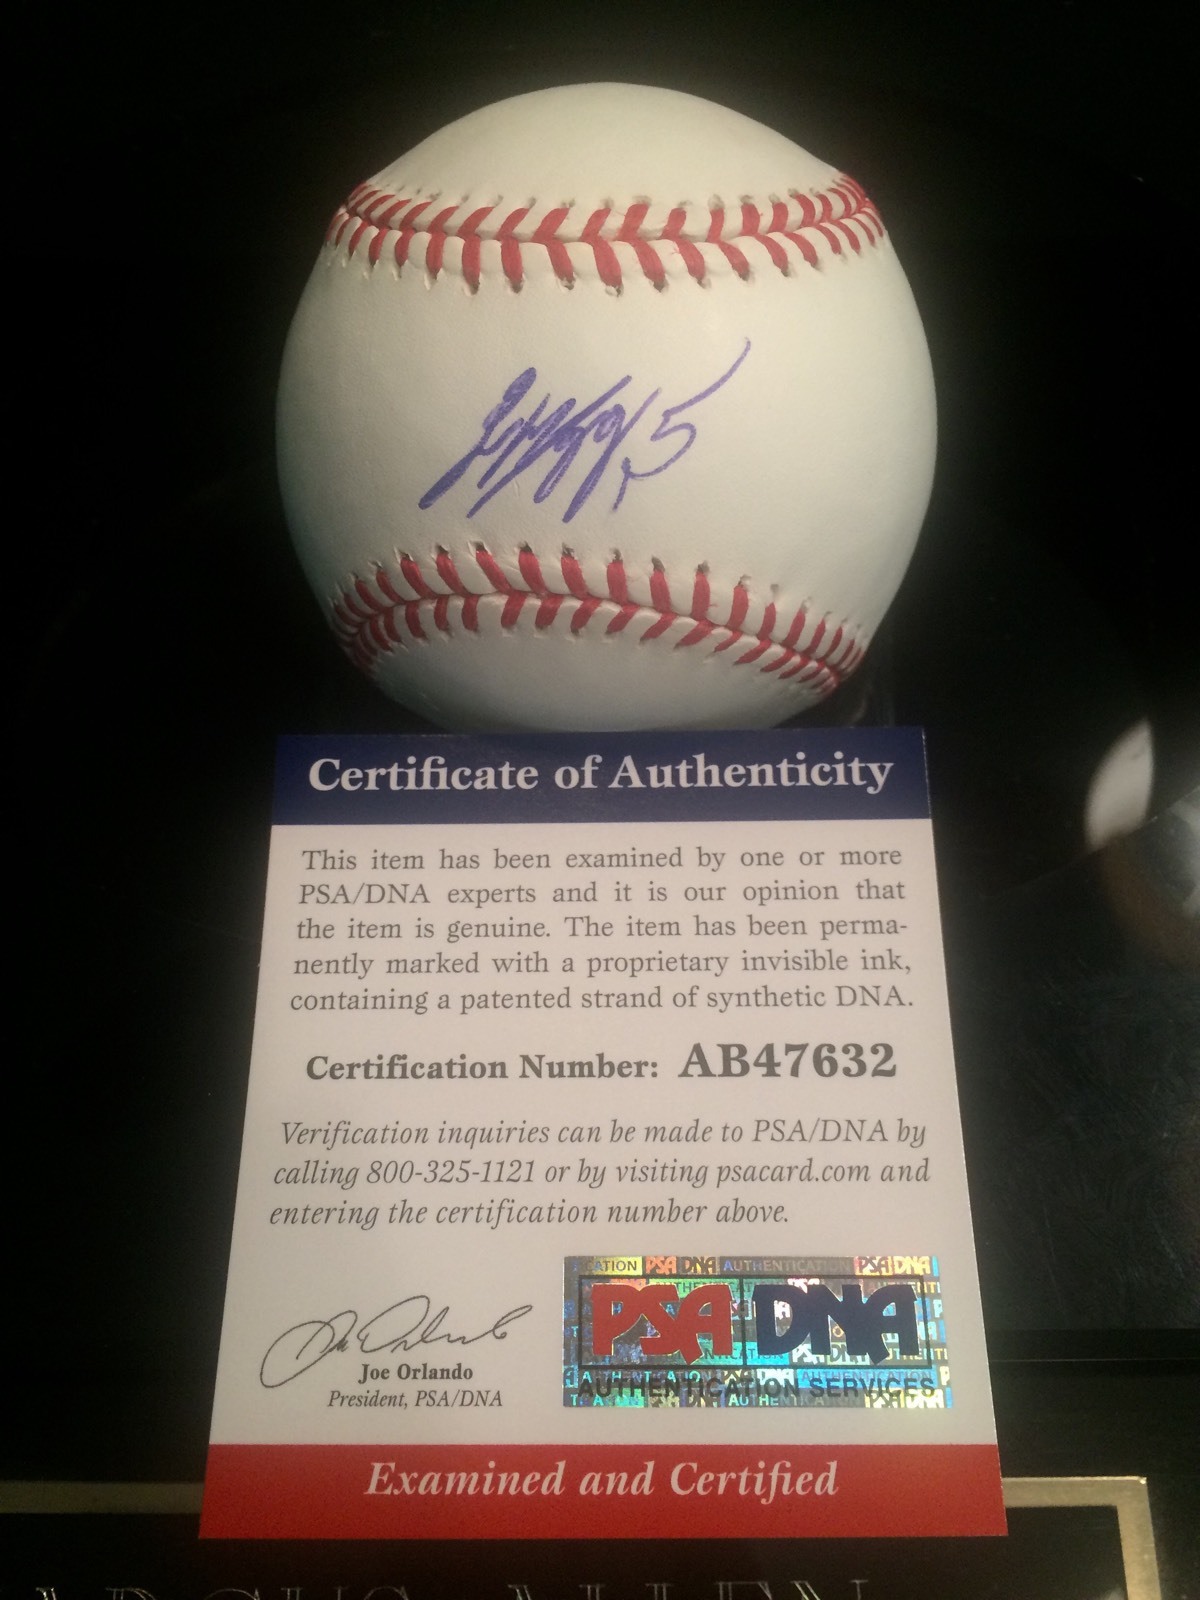 5
Certificate of Authenticity
This item has been examined by one or more
PSA/DNA experts and it is our opinion that
the item is genuine. The item has been perma-
nently marked with a proprietary invisible ink,
containing a patented strand of synthetic DNA.
Certification Number: AB47632
Verification inquiries can be made to PSA/DNA by
calling 800-325-1121 or by visiting psacard.com and
entering the certification number above.
Joe Orlando
President, PSA/DNA
PSA DNA
AUTHENTICATION SERVICES
Examined and Certified
ALLEN